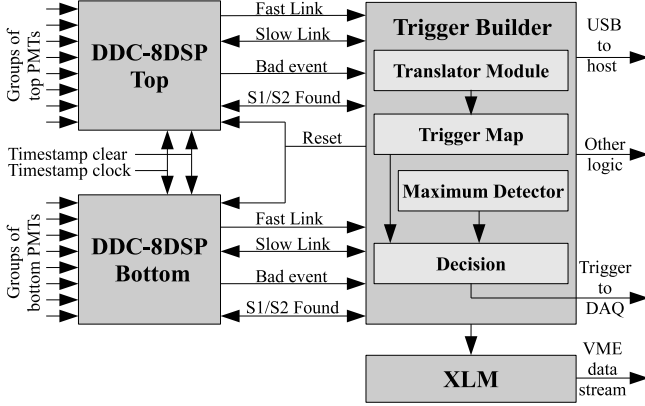 Groups of
top PMTs
DDC-8DSP
Top
Fast Link
Slow Link
Bad event
S1/S2 Found
Reset
Timestamp clear
Timestamp clock
Groups of
bottom PMTs
DDC-8DSP
Bottom
Fast Link
Slow Link
Bad event
S1/S2 Found
Trigger Builder
Translator Module
Trigger Map
Maximum Detector
Decision
XLM
USB
to
host
Other
logic
Trigger
to
DAQ
VME
data
stream